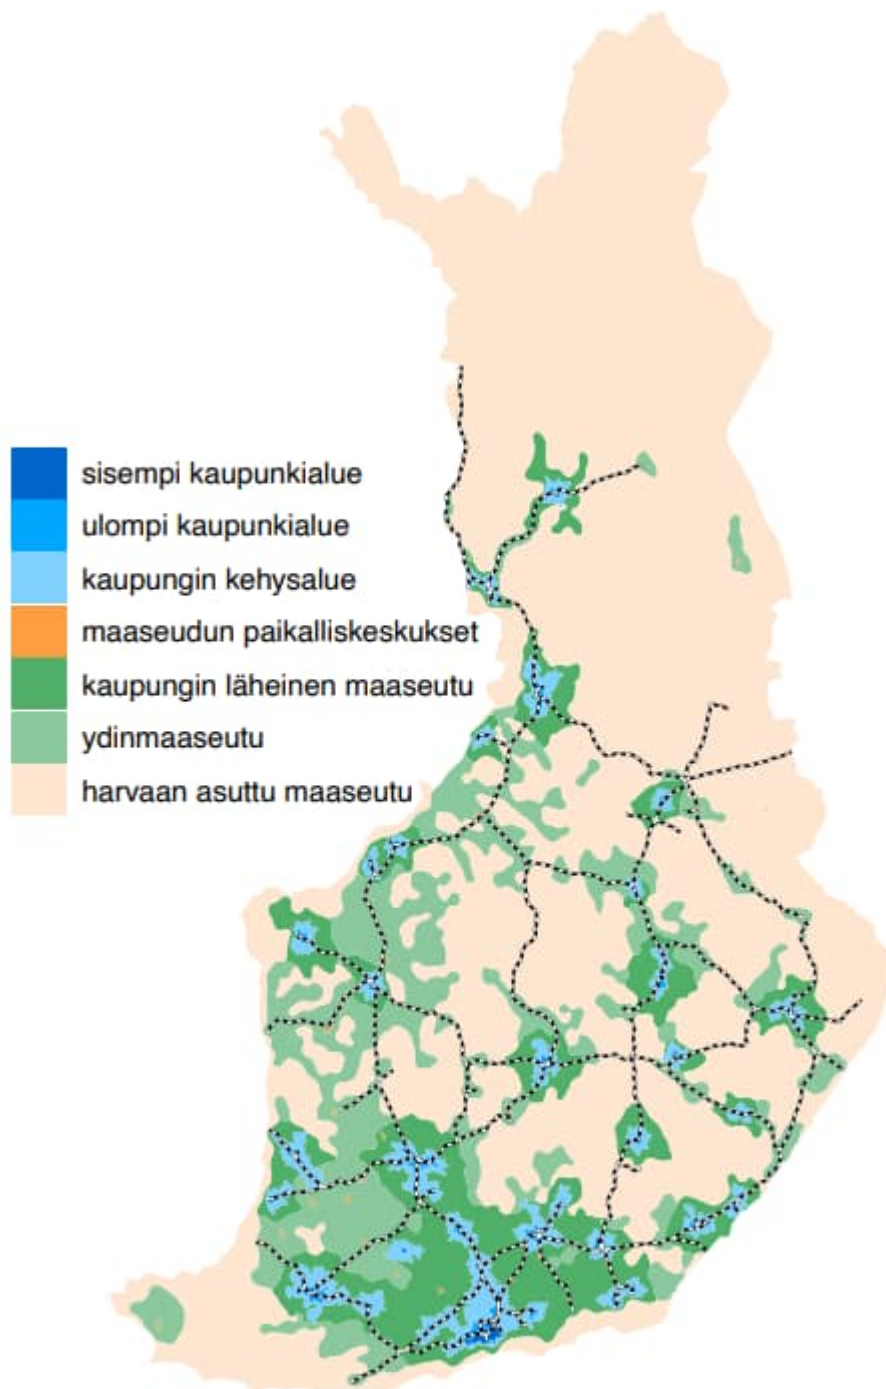 sisempi kaupunkialue
ulompi kaupunkialue
kaupungin kehysalue
maaseudun paikalliskeskukset
kaupungin läheinen maaseutu
ydinmaaseutu
harvaan asuttu maaseutu